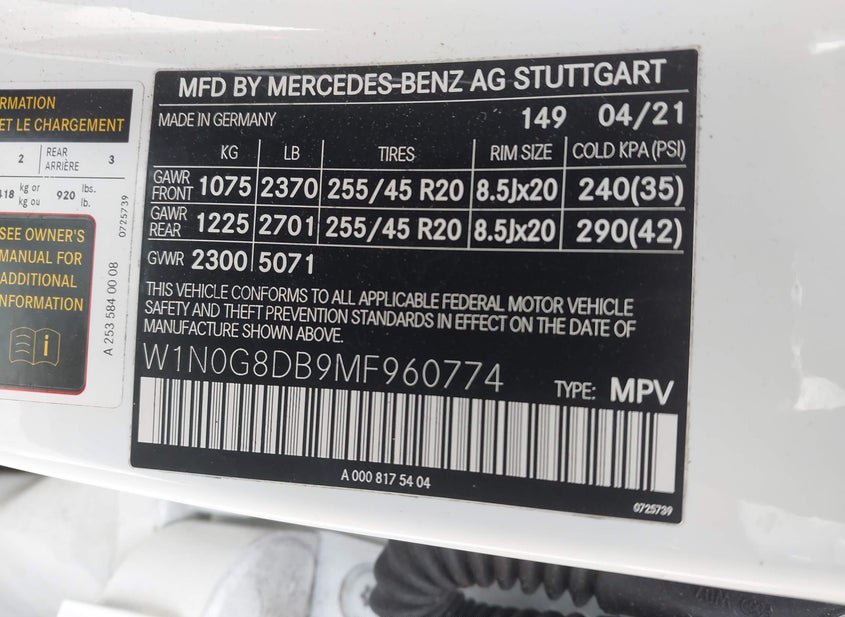 RMATION
ET LE CHARGEMENT
2 REAR ARRIÈRE 3
418 kg or kg ou 920 lbs. lb.
0725739
SEE OWNER'S
MANUAL FOR
ADDITIONAL
INFORMATION
i
A 253 584 00 08
MFD BY MERCEDES-BENZ AG STUTTGART
MADE IN GERMANY 149 04/21
KG LB TIRES RIM SIZE COLD KPA (PSI)
GAWR FRONT 1075 2370 255/45 R20 8.5Jx20 240(35)
GAWR REAR 1225 2701 255/45 R20 8.5Jx20 290(42)
GVWR 2300 5071
THIS VEHICLE CONFORMS TO ALL APPLICABLE FEDERAL MOTOR VEHICLE
SAFETY AND THEFT PREVENTION STANDARDS IN EFFECT ON THE DATE OF
MANUFACTURE SHOWN ABOVE.
W1N0G8DB9MF960774 TYPE: MPV
A 000 817 54 04
0725739